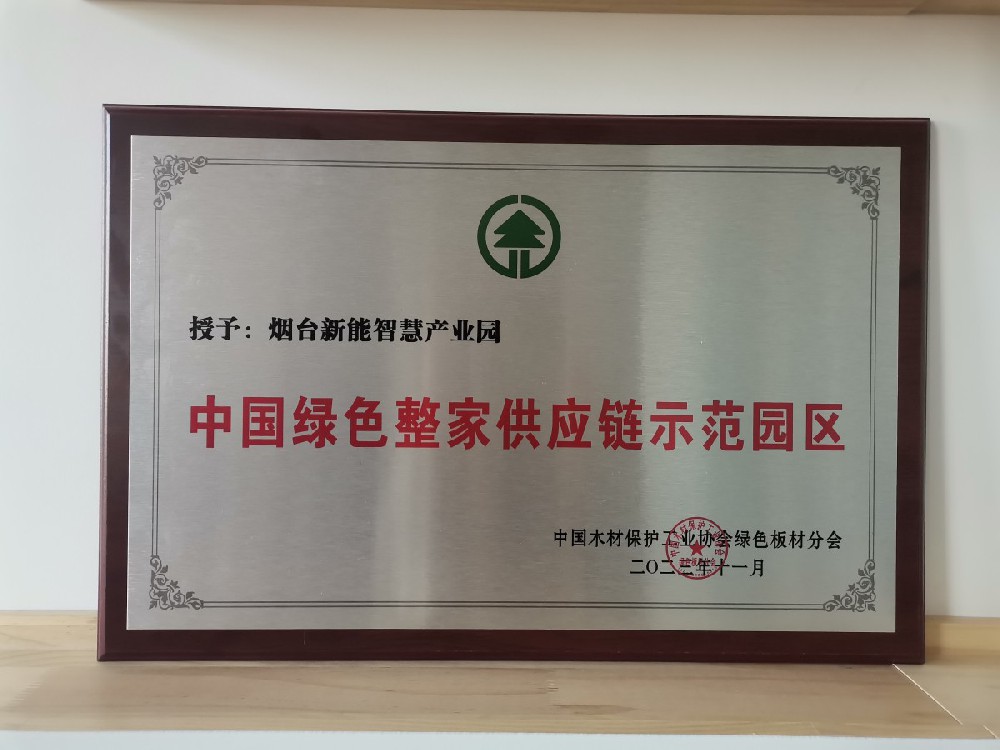 授予：烟台新能智慧产业园
中国绿色整家供应链示范园区
中国木材保护工业协会绿色板材分会
二〇二三年十一月